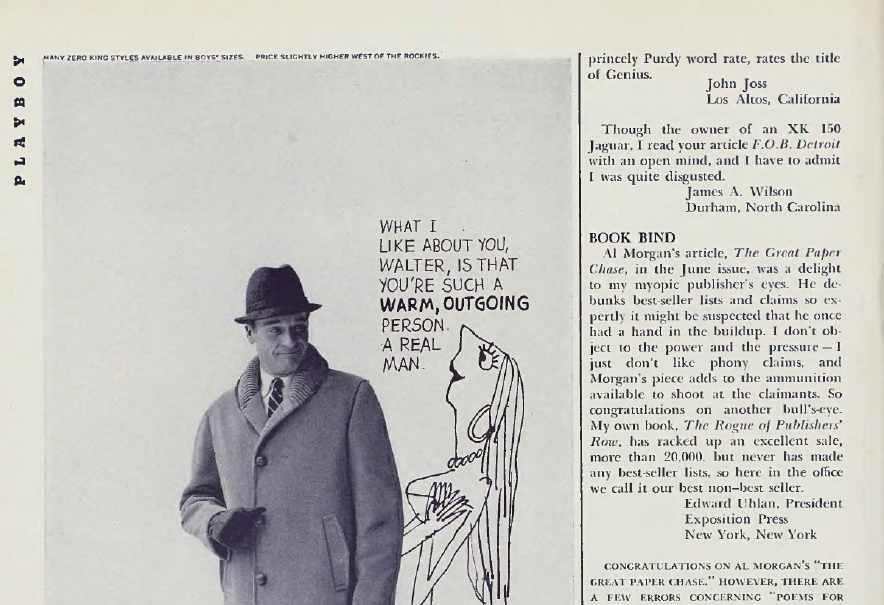 PLAYBOY
MANY ZERO KING STYLES AVAILABLE IN BOYS' SIZES. PRICE SLIGHTLY HIGHER WEST OF THE ROCKIES.
WHAT I
LIKE ABOUT YOU,
WALTER, IS THAT
YOU'RE SUCH A
WARM, OUTGOING
PERSON.
A REAL
MAN.
princely Purdy word rate, rates the title
of Genius.
John Joss
Los Altos, California
Though the owner of an XK 150
Jaguar, I read your article F.O.B. Detroit
with an open mind, and I have to admit
I was quite disgusted.
James A. Wilson
Durham, North Carolina
BOOK BIND
Al Morgan's article, The Great Paper
Chase, in the June issue, was a delight
to my myopic publisher's eyes. He de-
bunks best-seller lists and claims so ex-
pertly it might be suspected that he once
had a hand in the buildup. I don't ob-
ject to the power and the pressure — I
just don't like phony claims, and
Morgan's piece adds to the ammunition
available to shoot at the claimants. So
congratulations on another bull's-eye.
My own book, The Rogue of Publishers'
Row, has racked up an excellent sale,
more than 20,000, but never has made
any best-seller lists, so here in the office
we call it our best non–best seller.
Edward Uhlan, President
Exposition Press
New York, New York
CONGRATULATIONS ON AL MORGAN'S "THE
GREAT PAPER CHASE." HOWEVER, THERE ARE
A FEW ERRORS CONCERNING "POEMS FOR